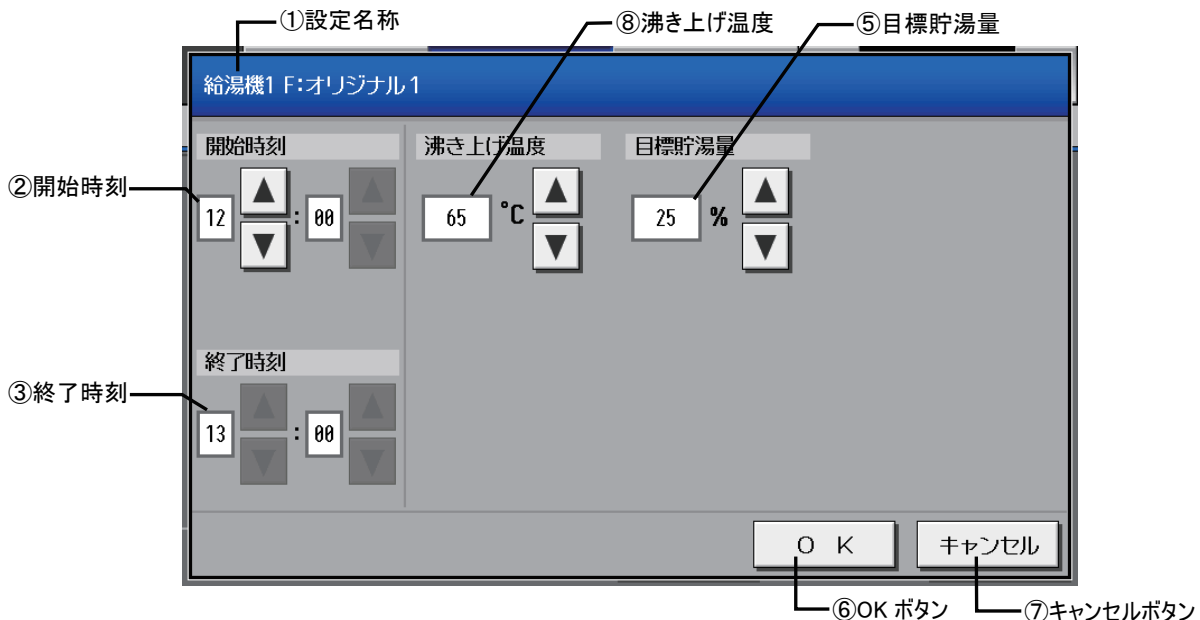 ①設定名称
⑧沸き上げ温度
⑤目標貯湯量
給湯機1 F:オリジナル1
開始時刻
沸き上げ温度
目標貯湯量
②開始時刻
12 : 00
65 ℃
25 %
終了時刻
③終了時刻
13 : 00
O K
キャンセル
⑥OK ボタン
⑦キャンセルボタン